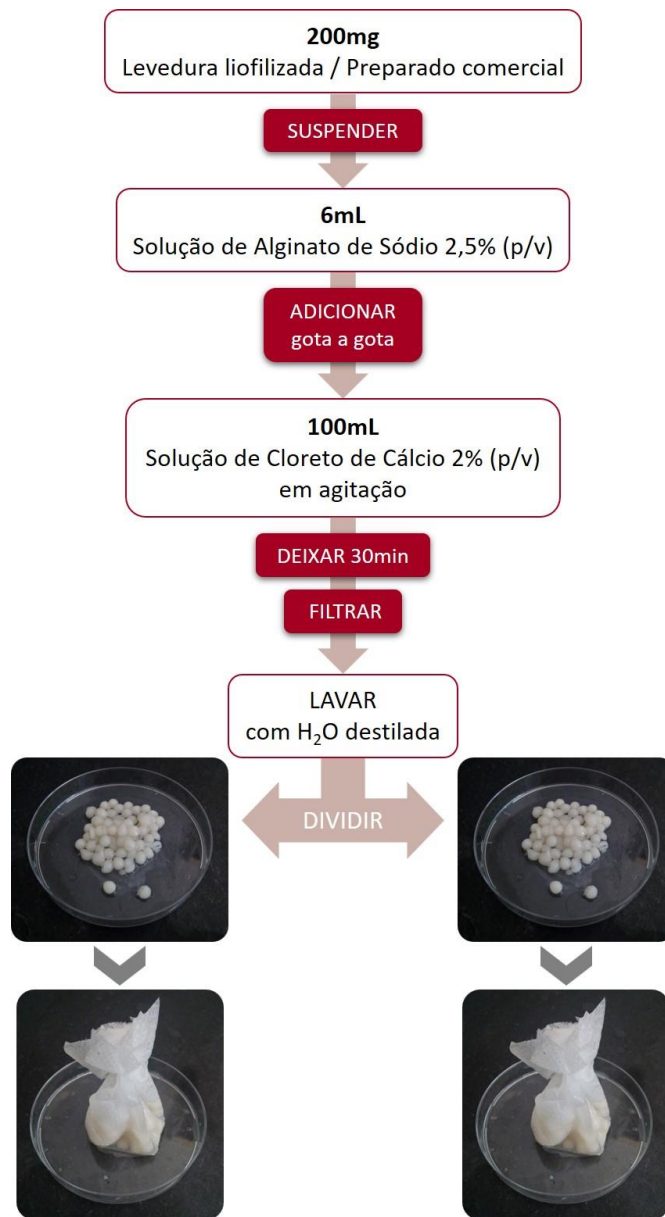 200mg
Levedura liofilizada / Preparado comercial
SUSPENDER
6mL
Solução de Alginato de Sódio 2,5% (p/v)
ADICIONAR
gota a gota
100mL
Solução de Cloreto de Cálcio 2% (p/v)
em agitação
DEIXAR 30min
FILTRAR
LAVAR
com H₂O destilada
DIVIDIR